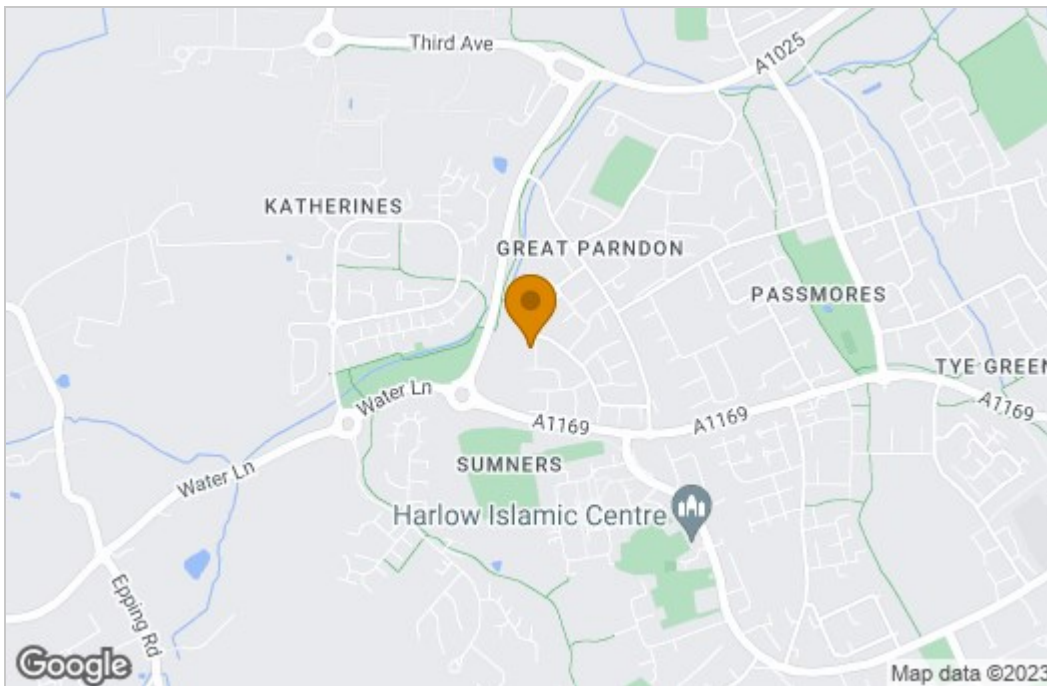 Third Ave
A1025
KATHERINES
GREAT PARNDON
PASSMORES
TYE GREEN
Water Ln
A1169
A1169
A1169
SUMNERS
Water Ln
Harlow Islamic Centre
Epping Rd
Google
Map data ©2023